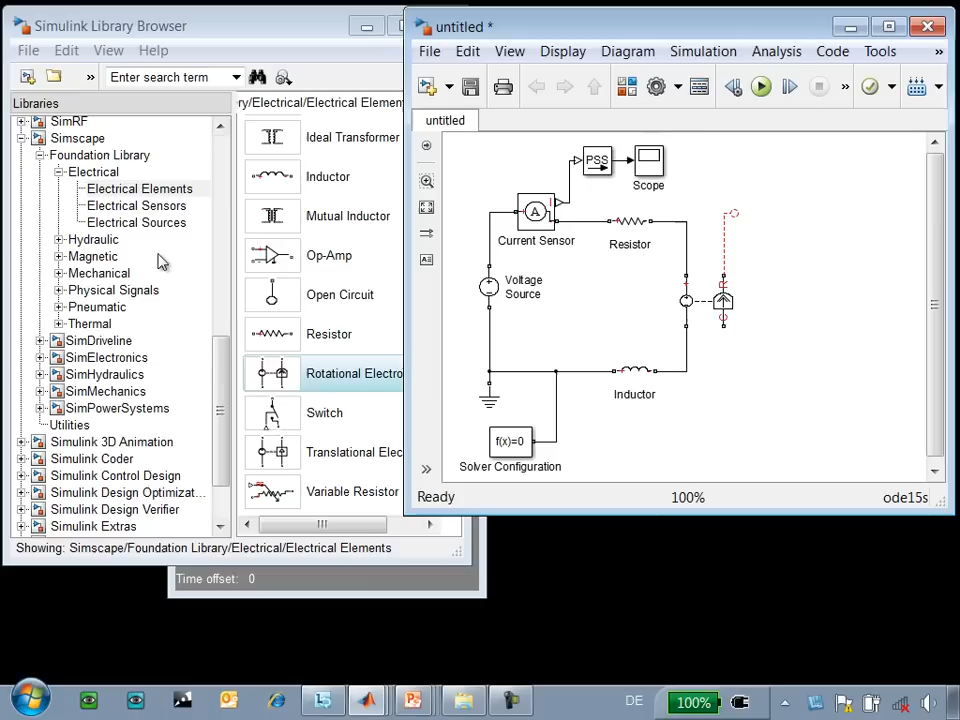 Simulink Library Browser
File Edit View Help
» Enter search term
Libraries
SimRF
Simscape
Foundation Library
Electrical
Electrical Elements
Electrical Sensors
Electrical Sources
Hydraulic
Magnetic
Mechanical
Physical Signals
Pneumatic
Thermal
SimDriveline
SimElectronics
SimHydraulics
SimMechanics
SimPowerSystems
Utilities
Simulink 3D Animation
Simulink Coder
Simulink Control Design
Simulink Design Optimizat...
Simulink Design Verifier
Simulink Extras
ry/Electrical/Electrical Element
Ideal Transformer
Inductor
Mutual Inductor
Op-Amp
Open Circuit
Resistor
Rotational Electro
Switch
Translational Elec
Variable Resistor
Showing: Simscape/Foundation Library/Electrical/Electrical Elements
Time offset: 0
untitled *
File Edit View Display Diagram Simulation Analysis Code Tools »
»
untitled
PSS
Scope
A
I
Current Sensor
Resistor
Voltage
Source
R
C
Inductor
f(x)=0
Solver Configuration
»
Ready 100% ode15s
DE 100%